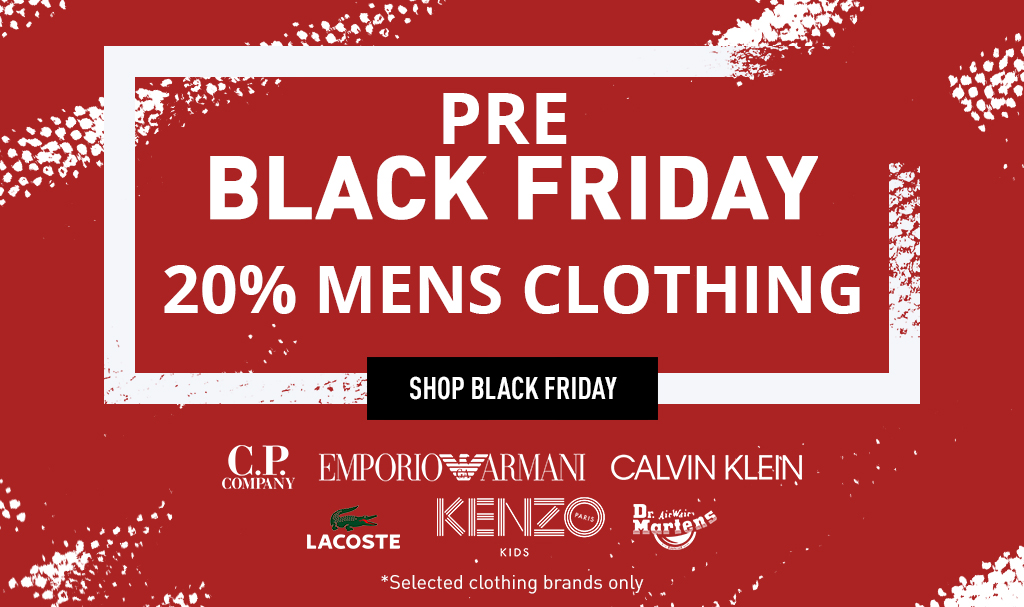 PRE
BLACK FRIDAY
20% MENS CLOTHING
SHOP BLACK FRIDAY
C.P. COMPANY
EMPORIO ARMANI CALVIN KLEIN
LACOSTE
KENZO PARIS
KIDS
Dr. AirWair Martens
*Selected clothing brands only